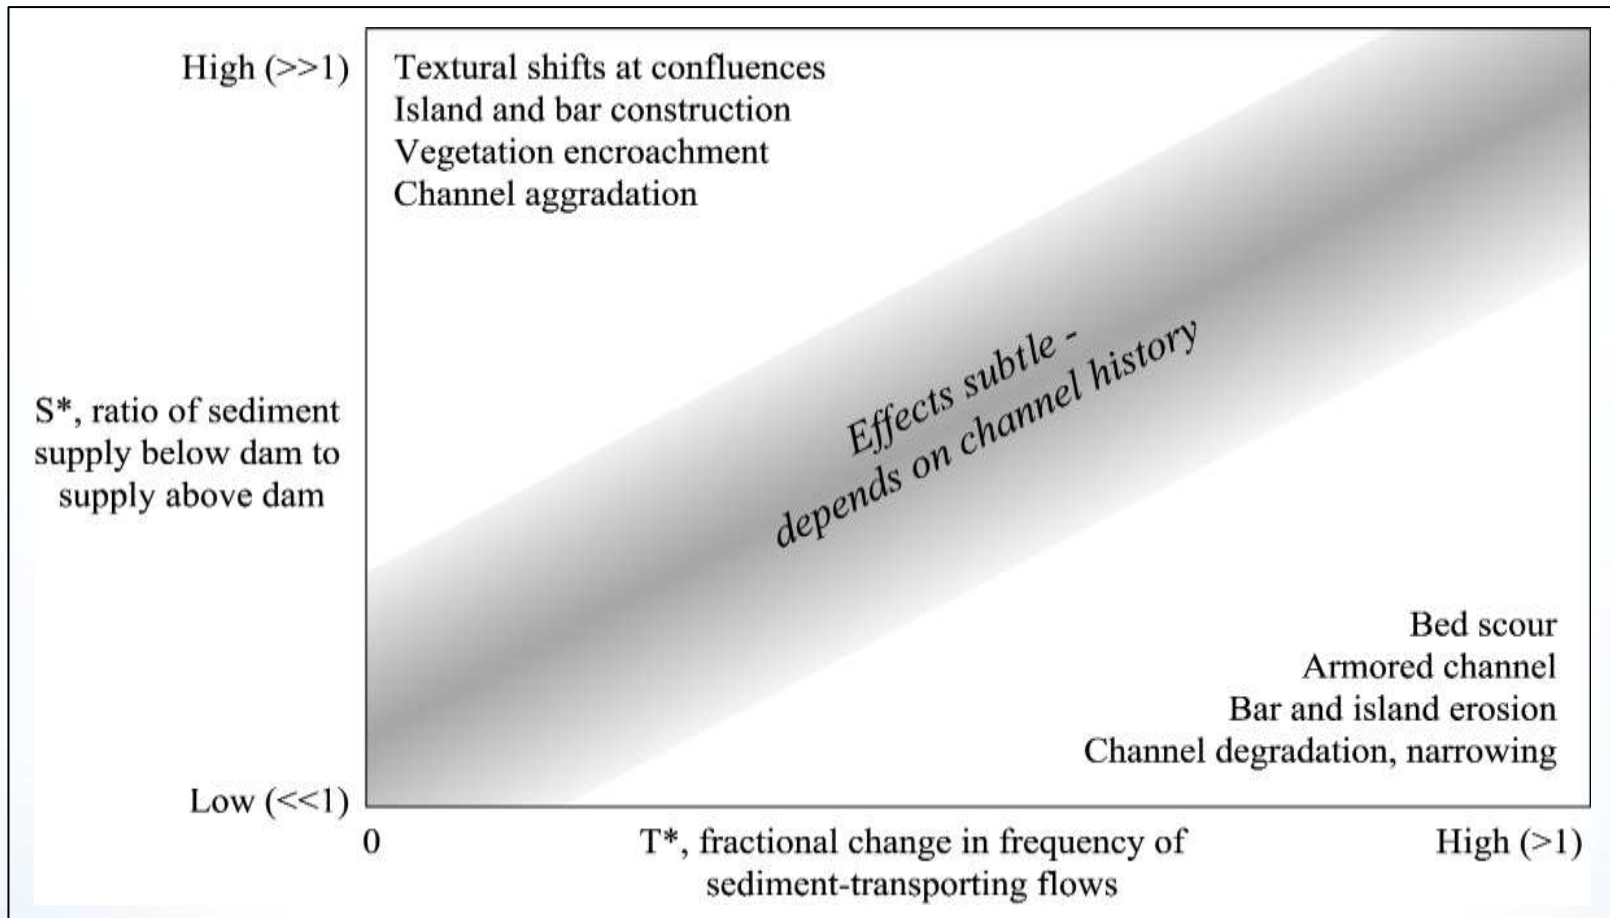 High (>>1)
Textural shifts at confluences
Island and bar construction
Vegetation encroachment
Channel aggradation
Effects subtle -
depends on channel history
S*, ratio of sediment
supply below dam to
supply above dam
Bed scour
Armored channel
Bar and island erosion
Channel degradation, narrowing
Low (<<1)
0
T*, fractional change in frequency of
sediment-transporting flows
High (>1)